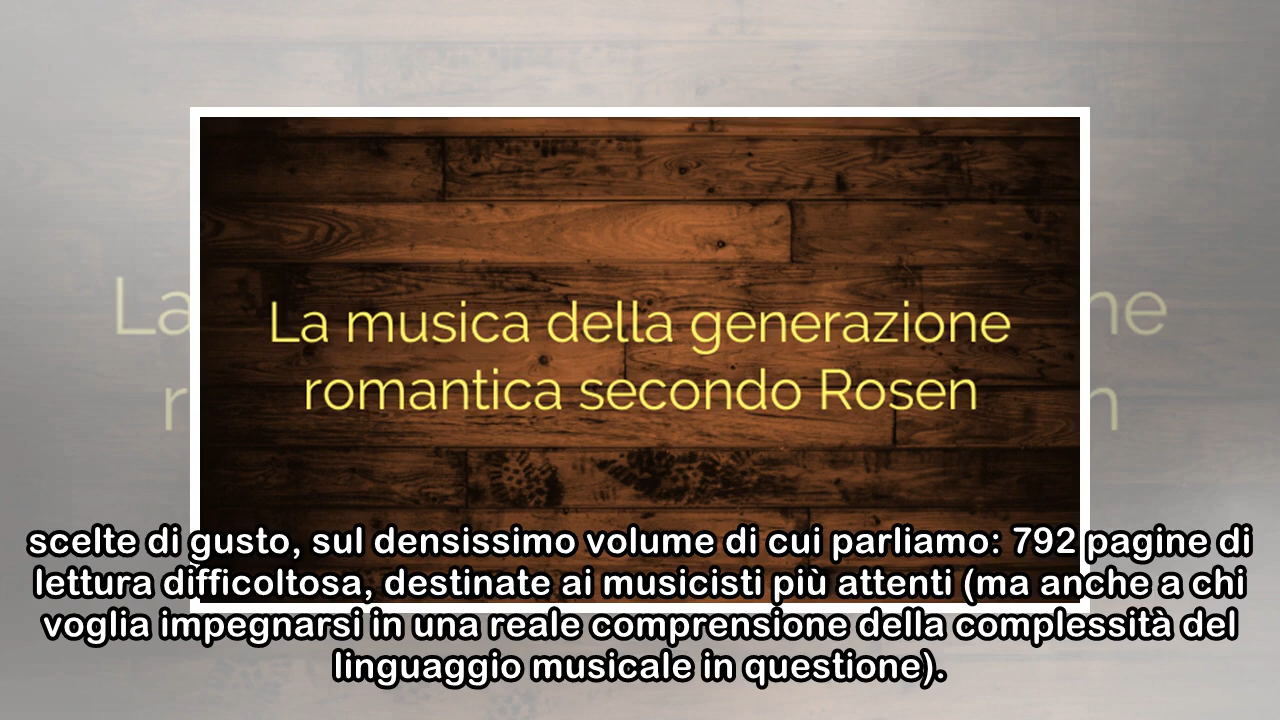 La musica della generazione
romantica secondo Rosen
scelte di gusto, sul densissimo volume di cui parliamo: 792 pagine di
lettura difficoltosa, destinate ai musicisti più attenti (ma anche a chi
voglia impegnarsi in una reale comprensione della complessità del
linguaggio musicale in questione).